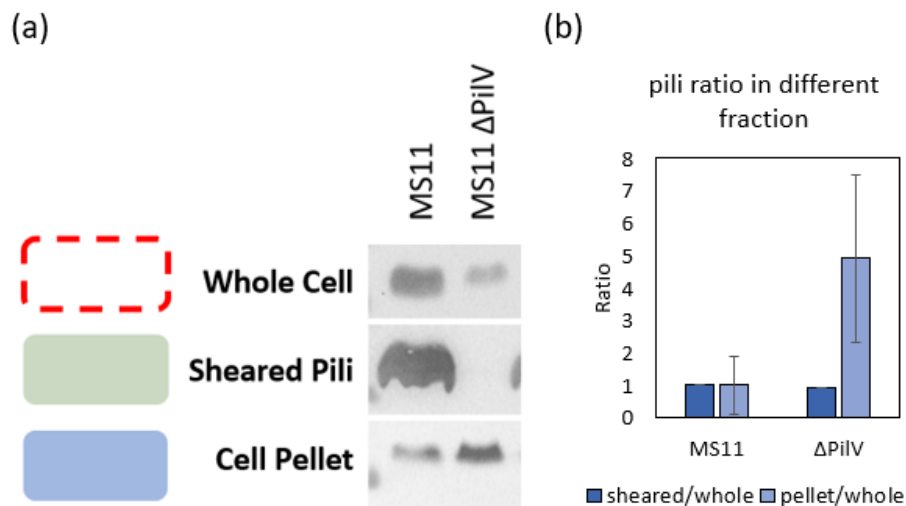 (a)
MS11
MS11 ΔPilV
Whole Cell
Sheared Pili
Cell Pellet
(b)
pili ratio in different
fraction
8
7
6
5
4
3
2
1
0
Ratio
MS11
ΔPilV
sheared/whole
pellet/whole